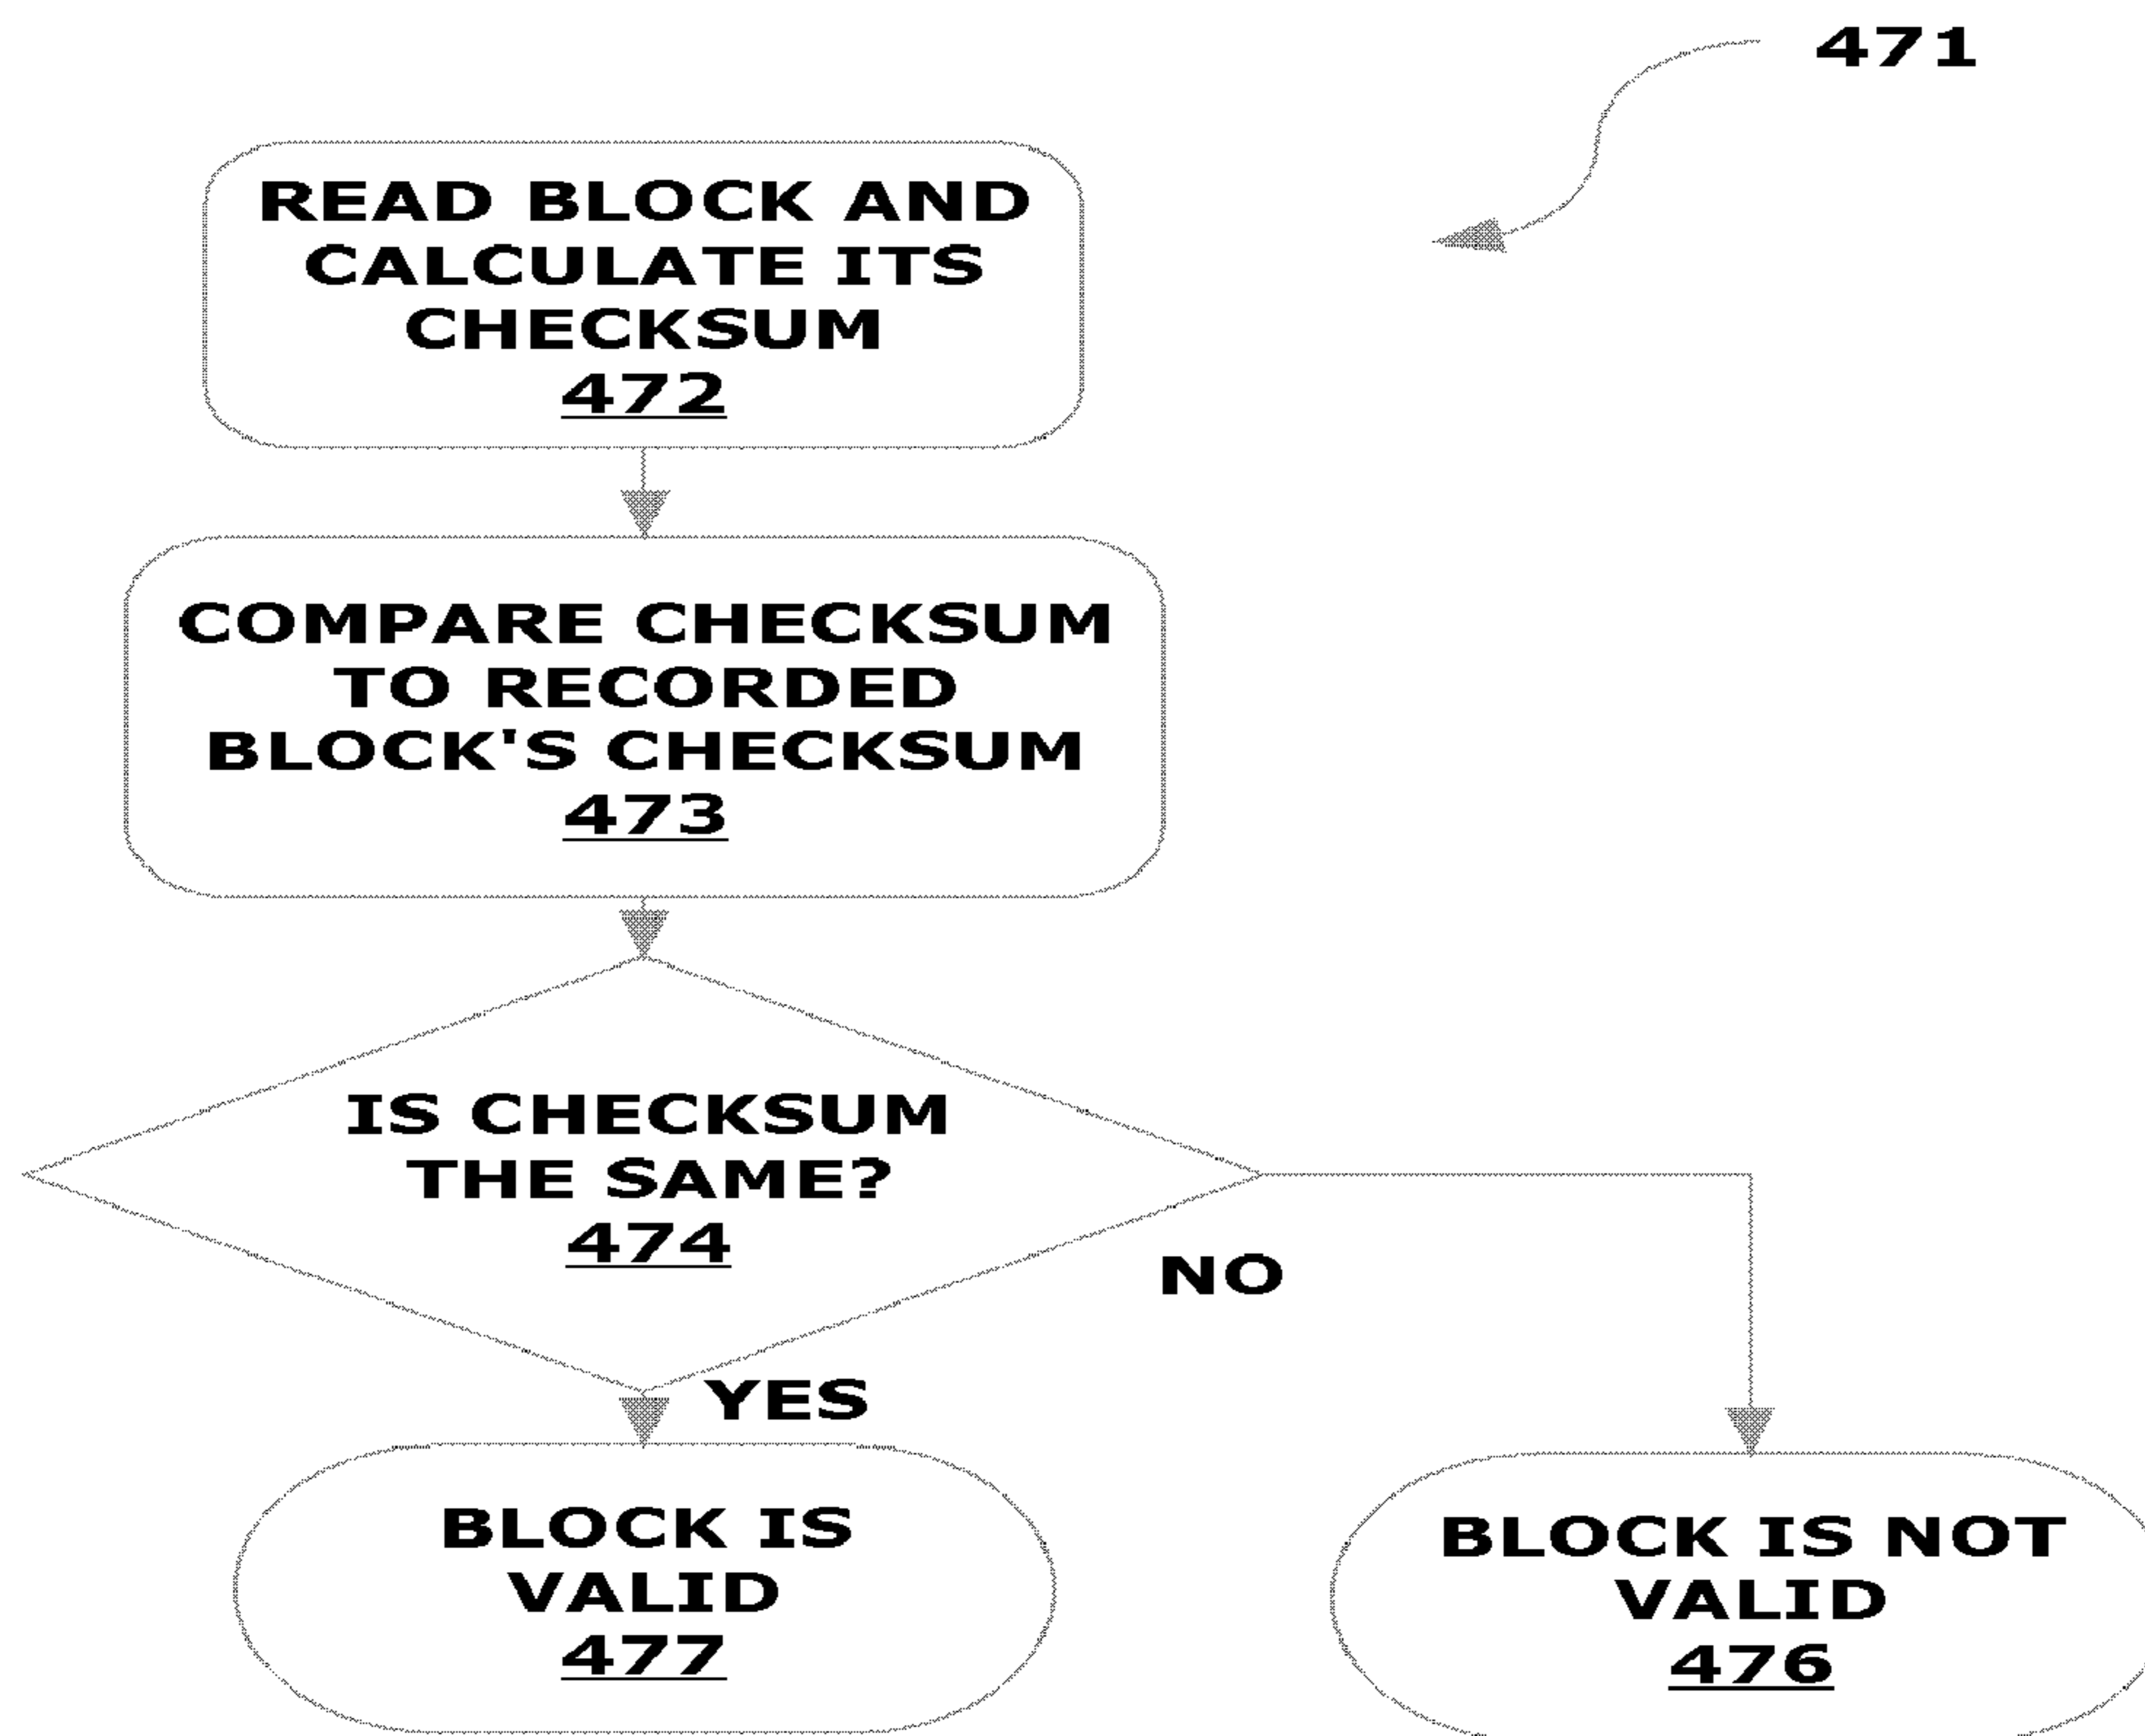 471
READ BLOCK AND
CALCULATE ITS
CHECKSUM
472
COMPARE CHECKSUM
TO RECORDED
BLOCK'S CHECKSUM
473
IS CHECKSUM
THE SAME?
474
NO
YES
BLOCK IS
VALID
477
BLOCK IS NOT
VALID
476